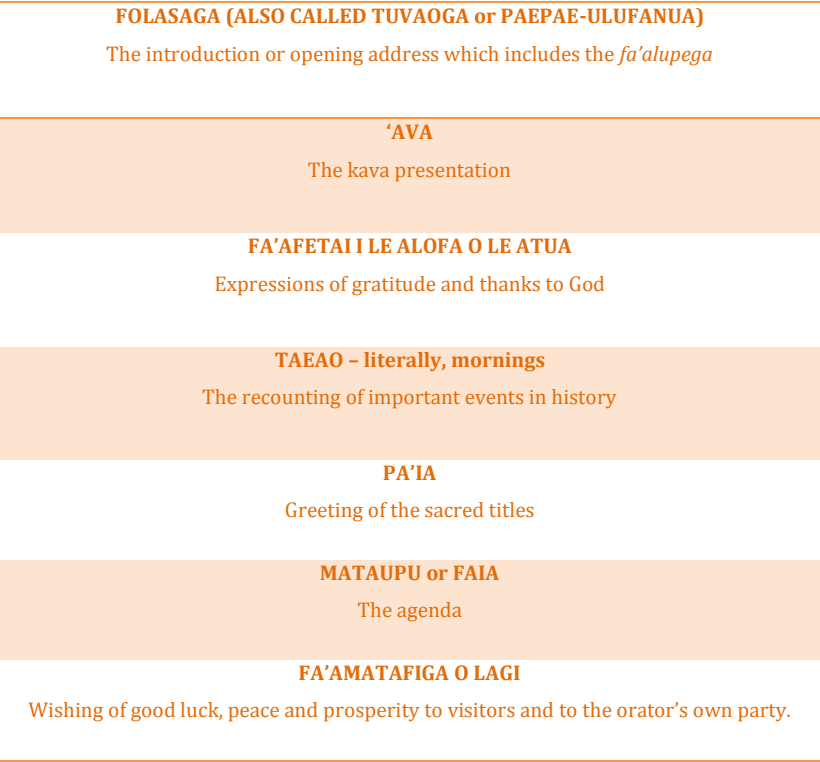 FOLASAGA (ALSO CALLED TUVAOGA or PAEPAE-ULUFANUA)
The introduction or opening address which includes the fa’alupega
‘AVA
The kava presentation
FA’AFETAI I LE ALOFA O LE ATUA
Expressions of gratitude and thanks to God
TAEAO – literally, mornings
The recounting of important events in history
PA’IA
Greeting of the sacred titles
MATAUPU or FAIA
The agenda
FA’AMATAFIGA O LAGI
Wishing of good luck, peace and prosperity to visitors and to the orator’s own party.